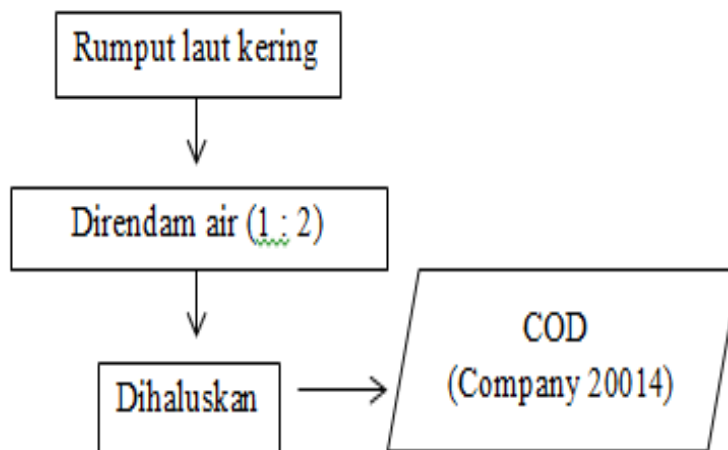 Rumput laut kering
Direndam air (1 : 2)
Dihaluskan
COD
(Company 20014)